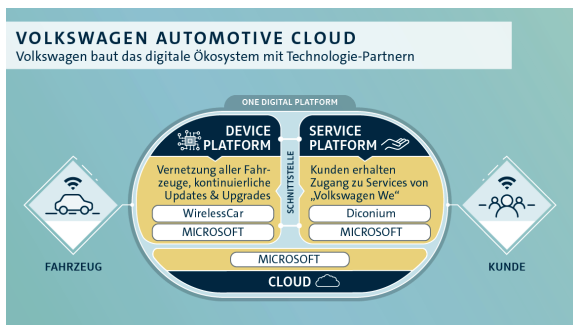 VOLKSWAGEN AUTOMOTIVE CLOUD
Volkswagen baut das digitale Ökosystem mit Technologie-Partnern
ONE DIGITAL PLATFORM
DEVICE
PLATFORM
Vernetzung aller Fahr-
zeuge, kontinuierliche
Updates & Upgrades
WirelessCar
MICROSOFT
SCHNITTSTELLE
SERVICE
PLATFORM
Kunden erhalten
Zugang zu Services von
„Volkswagen We“
Diconium
MICROSOFT
MICROSOFT
CLOUD
FAHRZEUG
KUNDE